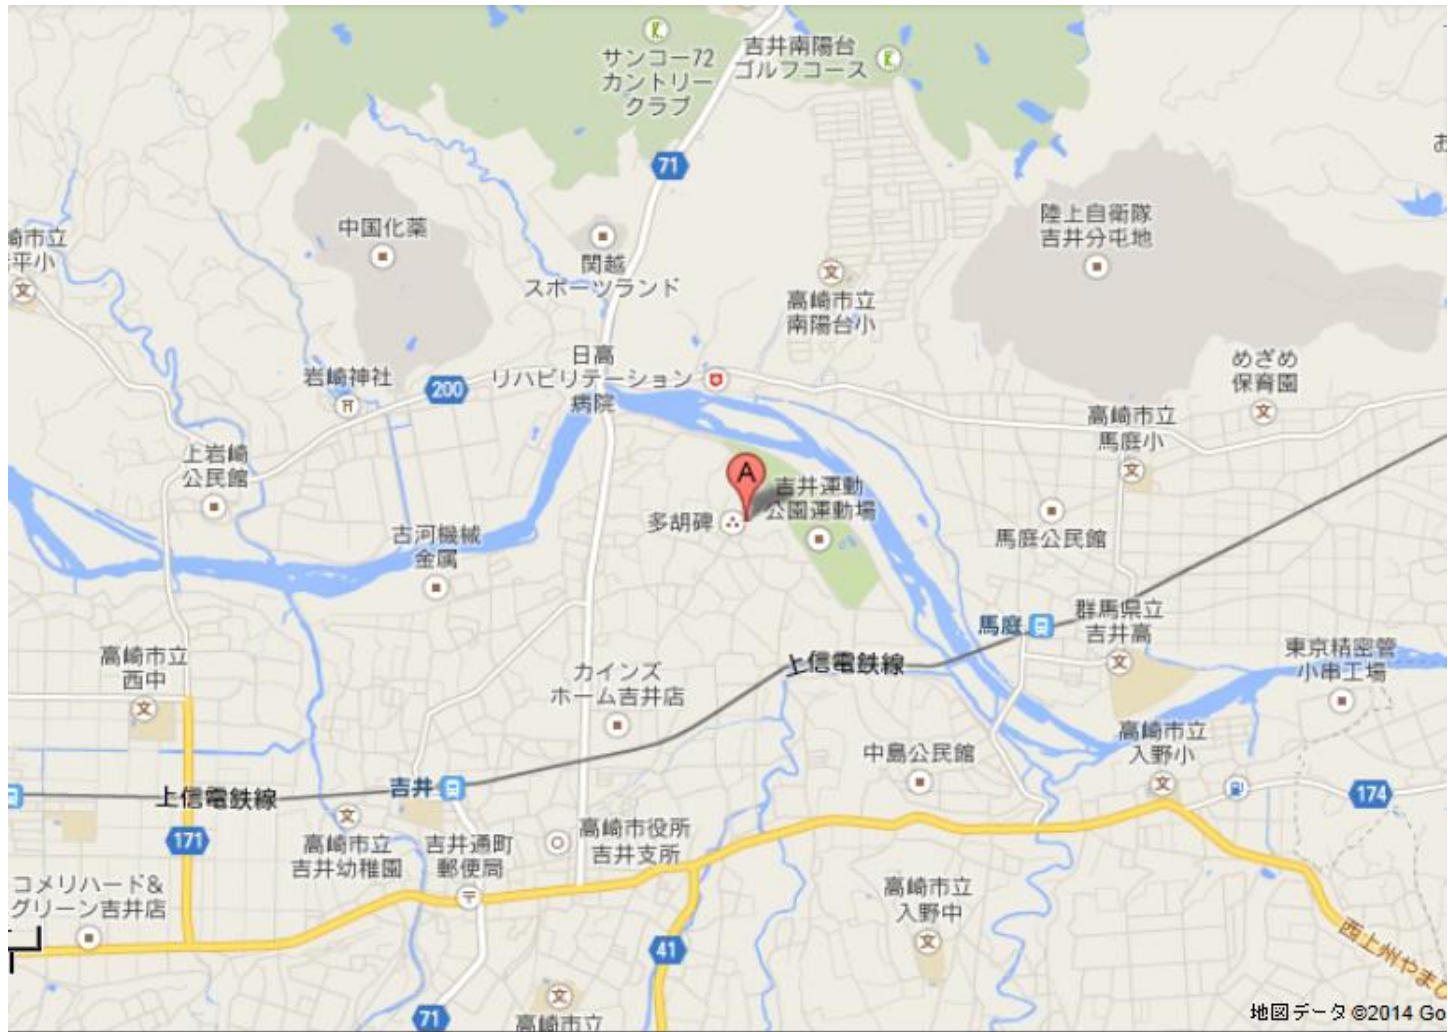 サンコー72
カントリー
クラブ
吉井南陽台
ゴルフコース
71
中国化薬
関越
スポーツランド
陸上自衛隊
吉井分屯地
崎市立
平小
高崎市立
南陽台小
日高
リハビリテーション
病院
岩崎神社
200
めざめ
保育園
高崎市立
馬庭小
上岩崎
公民館
A
吉井運動
公園運動場
多胡碑
古河機械
金属
馬庭公民館
馬庭
群馬県立
吉井高
高崎市立
西中
カインズ
ホーム吉井店
上信電鉄線
東京精密管
小串工場
高崎市立
入野小
中島公民館
吉井
上信電鉄線
174
171
高崎市立
吉井幼稚園
吉井通町
郵便局
高崎市役所
吉井支所
コメリハード&
グリーン吉井店
高崎市立
入野中
41
西上州やまび
71
高崎市立
地図データ ©2014 Go